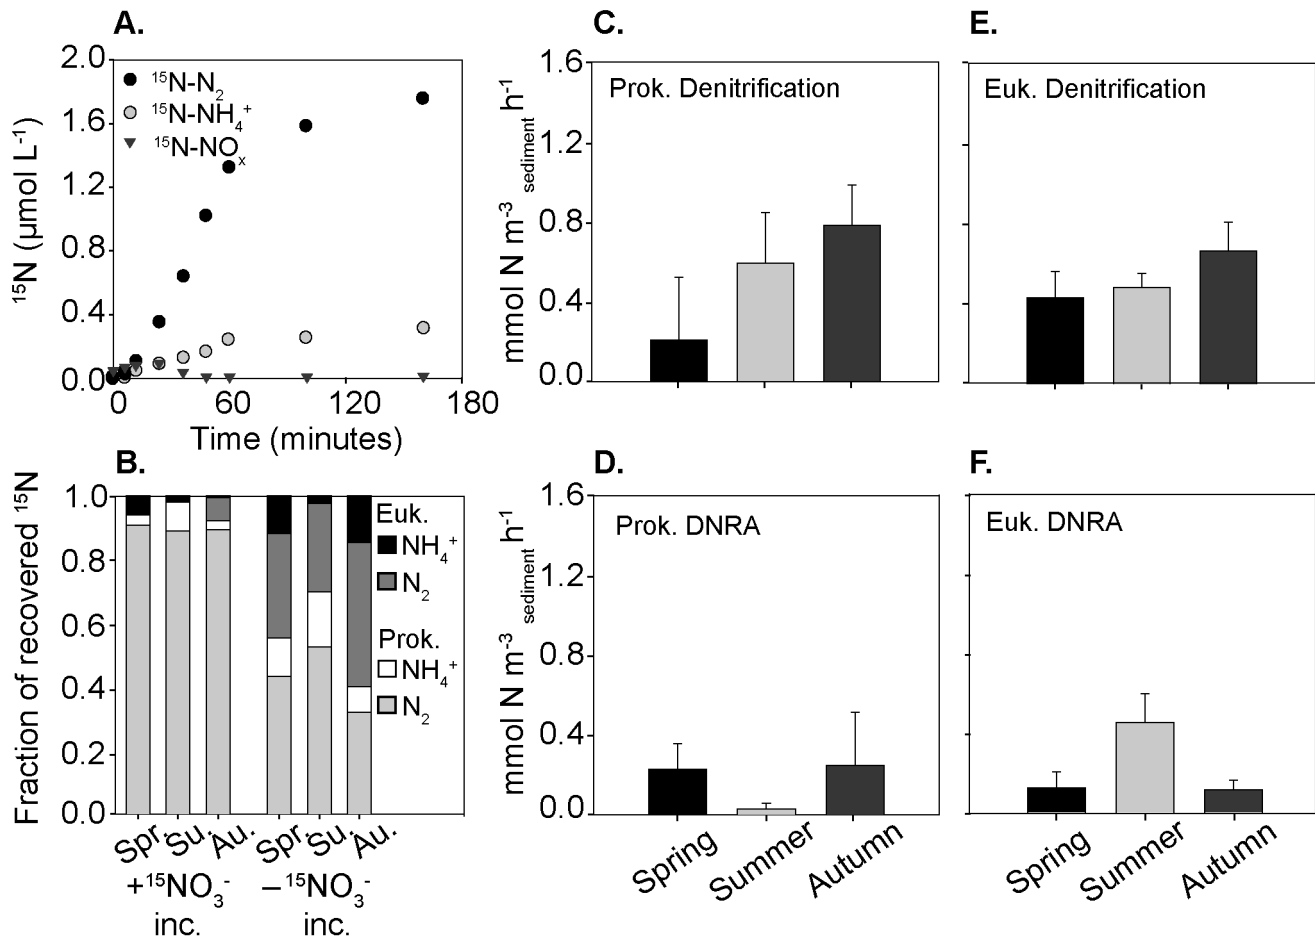 A.
2.0
1.6
1.2
0.8
0.4
0.0
¹⁵N (µmol L⁻¹)
¹⁵N-N₂
¹⁵N-NH₄⁺
¹⁵N-NOₓ
0 60 120 180
Time (minutes)
B.
1.0
0.8
0.6
0.4
0.2
0.0
Fraction of recovered ¹⁵N
Euk.
NH₄⁺
N₂
Prok.
NH₄⁺
N₂
Spr. Su. Au. Spr. Su. Au.
+¹⁵NO₃⁻ −¹⁵NO₃⁻
inc. inc.
C.
1.6
1.2
0.8
0.4
0.0
mmol N m⁻³ sediment h⁻¹
Prok. Denitrification
D.
1.6
1.2
0.8
0.4
0.0
mmol N m⁻³ sediment h⁻¹
Prok. DNRA
Spring Summer Autumn
E.
Euk. Denitrification
F.
Euk. DNRA
Spring Summer Autumn